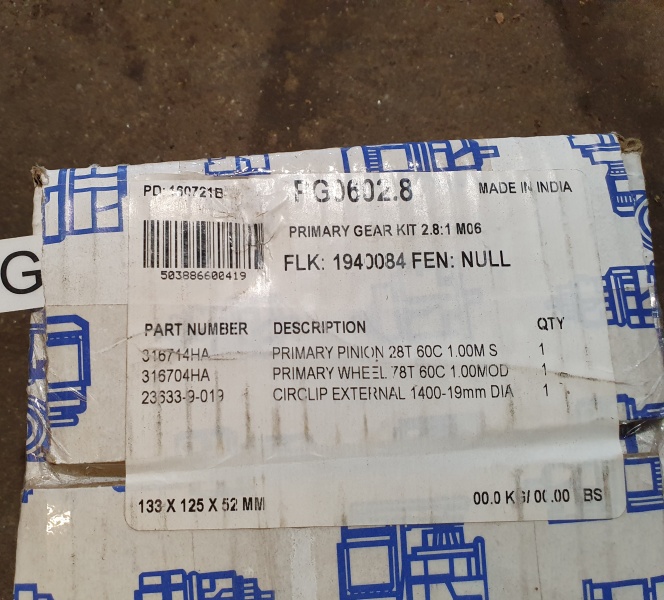 PD: 160721B
PG0602.8
MADE IN INDIA
PRIMARY GEAR KIT 2.8:1 M06
503886600419
FLK: 1940084 FEN: NULL
G
PART NUMBER DESCRIPTION QTY
316714HA PRIMARY PINION 28T 60C 1.00M S 1
316704HA PRIMARY WHEEL 78T 60C 1.00MOD 1
23633-9-019 CIRCLIP EXTERNAL 1400-19mm DIA 1
133 X 125 X 52 MM
00.0 KG/ 00.00 LBS